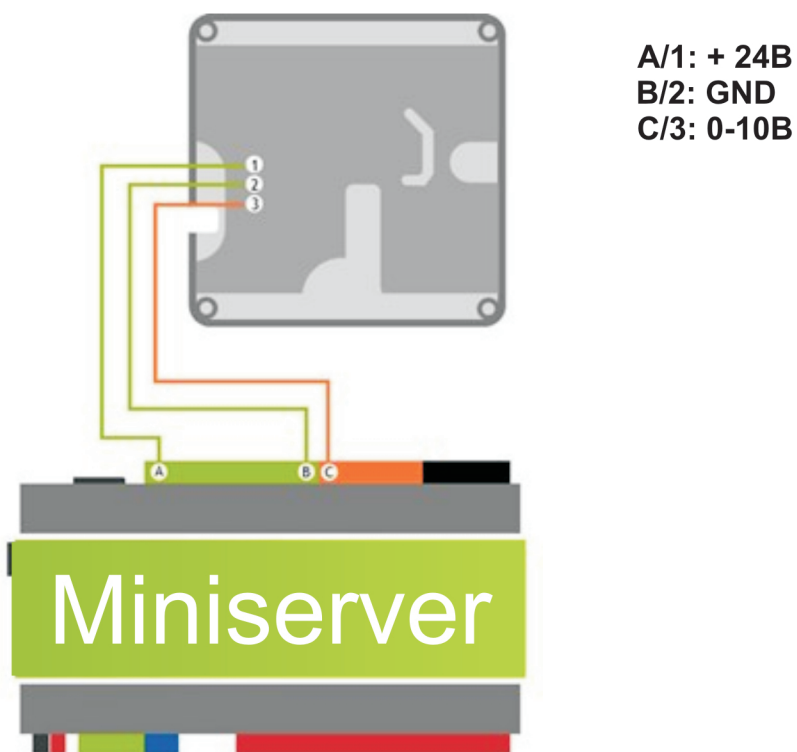 A/1: + 24B
B/2: GND
C/3: 0-10B
1
2
3
A
B
C
Miniserver